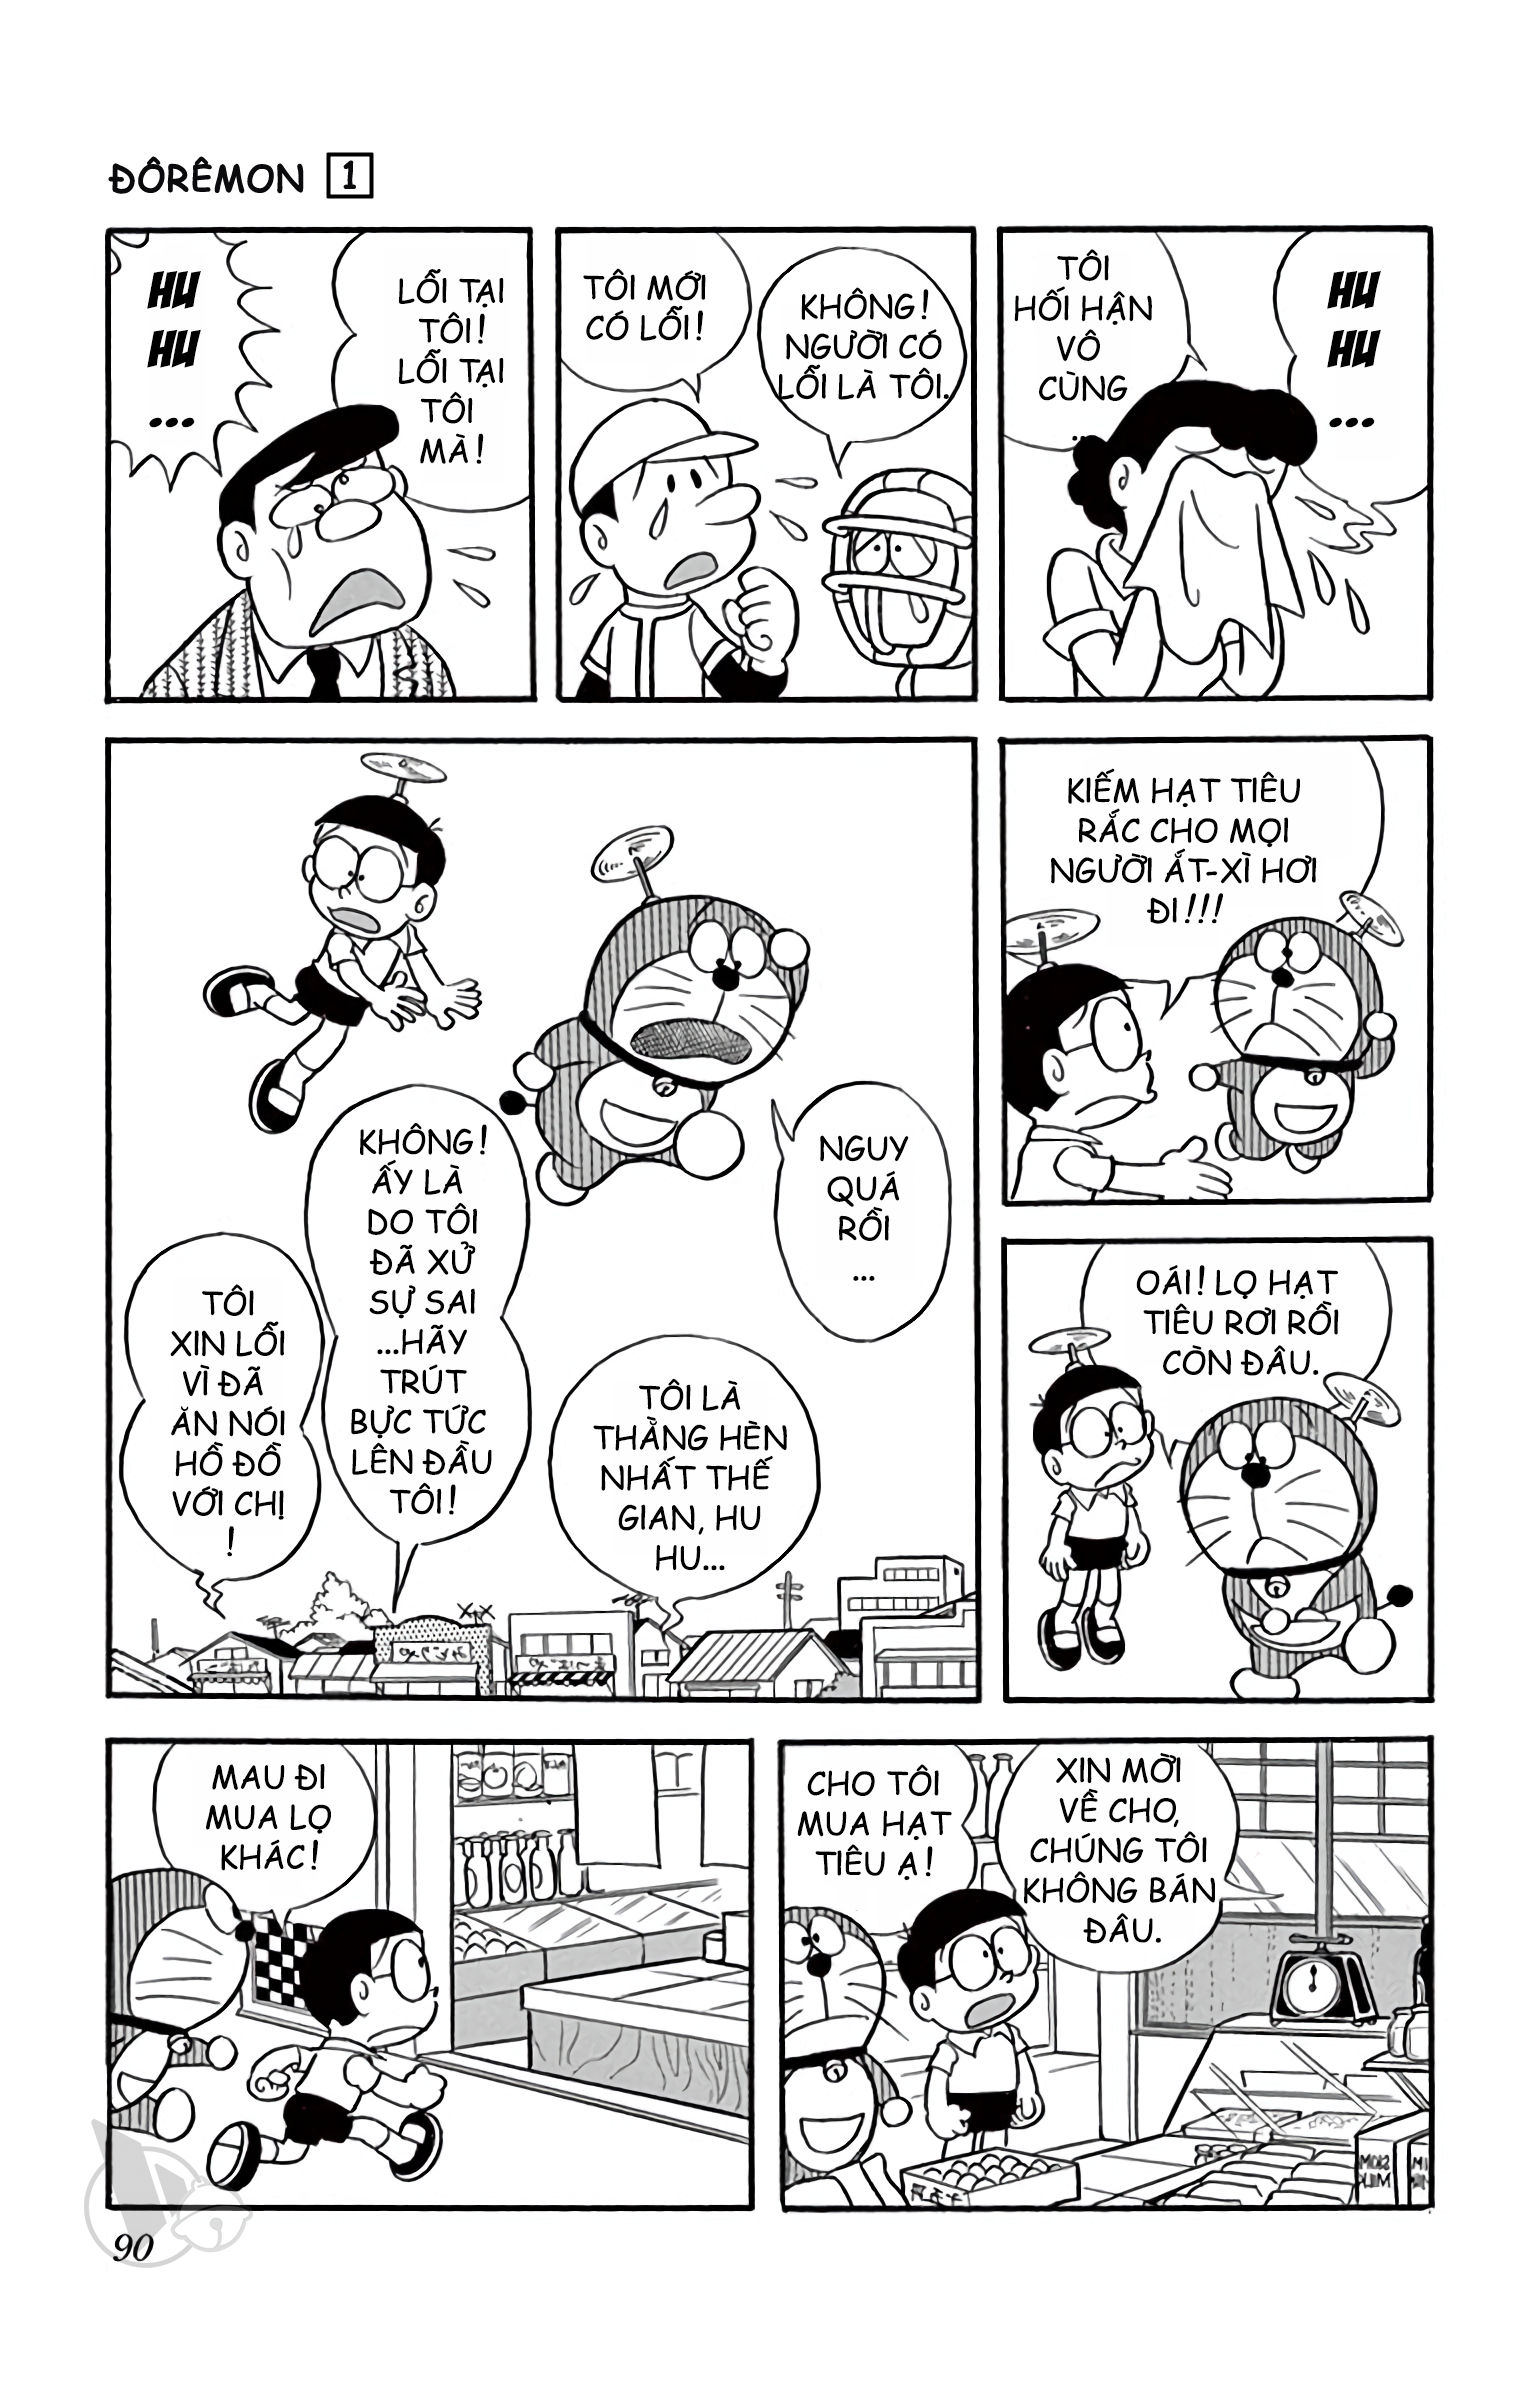 ĐÔRÊMON 1
HU
HU
...
LỖI TẠI
TÔI!
LỖI TẠI
TÔI
MÀ!
TÔI MỚI
CÓ LỖI!
KHÔNG!
NGƯỜI CÓ
LỖI LÀ TÔI.
TÔI
HỐI HẬN
VÔ
CÙNG
...
HU
HU
...
NGUY
QUÁ
RỒI
...
KHÔNG!
ẤY LÀ
DO TÔI
ĐÃ XỬ
SỰ SAI
...HÃY
TRÚT
BỰC TỨC
LÊN ĐẦU
TÔI!
TÔI
XIN LỖI
VÌ ĐÃ
ĂN NÓI
HỒ ĐỒ
VỚI CHỊ
!
TÔI LÀ
THẰNG HÈN
NHẤT THẾ
GIAN, HU
HU...
KIẾM HẠT TIÊU
RẮC CHO MỌI
NGƯỜI ẮT-XÌ HƠI
ĐI!!!
OÁI! LỌ HẠT
TIÊU RƠI RỒI
CÒN ĐÂU.
MAU ĐI
MUA LỌ
KHÁC!
CHO TÔI
MUA HẠT
TIÊU Ạ!
XIN MỜI
VỀ CHO,
CHÚNG TÔI
KHÔNG BÁN
ĐÂU.
90